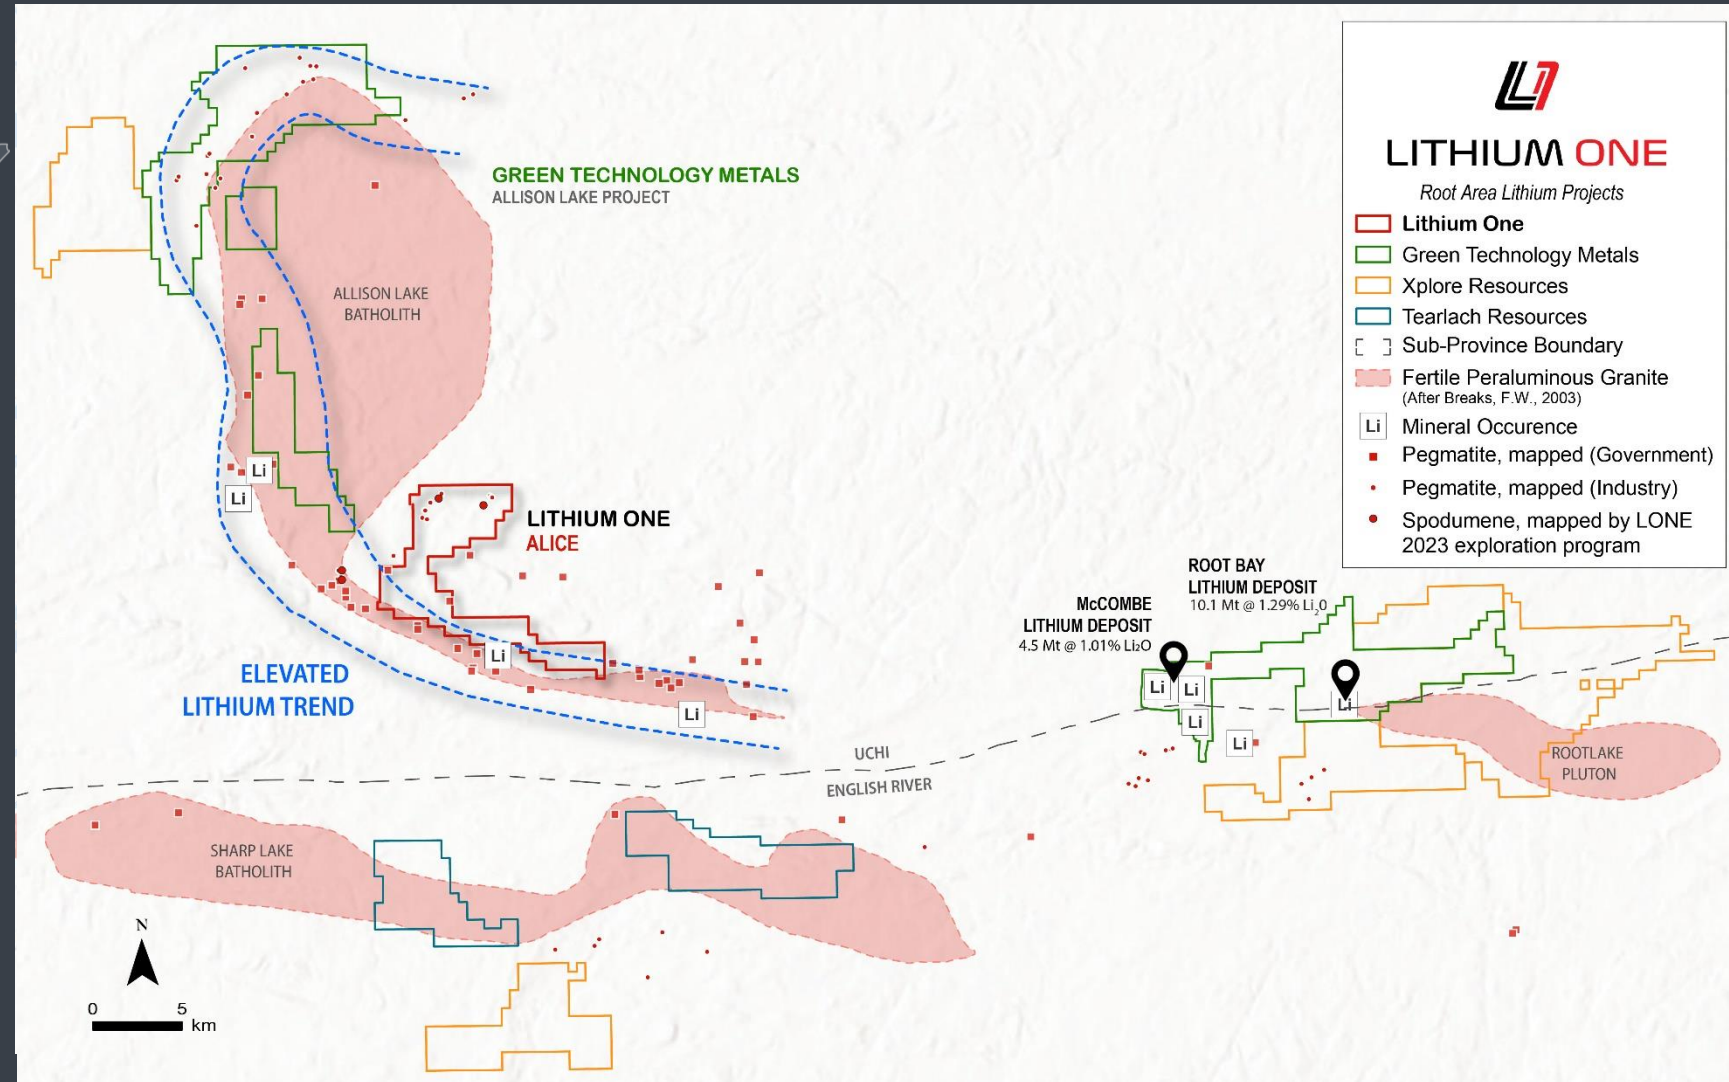 GREEN TECHNOLOGY METALS
ALLISON LAKE PROJECT
ALLISON LAKE
BATHOLITH
Li
Li
LITHIUM ONE
ALICE
Li
Li
ELEVATED
LITHIUM TREND
ROOT BAY
LITHIUM DEPOSIT
10.1 Mt @ 1.29% Li₂0
McCOMBE
LITHIUM DEPOSIT
4.5 Mt @ 1.01% Li₂O
Li
Li
Li
Li
Li
UCHI
ENGLISH RIVER
ROOTLAKE
PLUTON
SHARP LAKE
BATHOLITH
N
0 5
km
LITHIUM ONE
Root Area Lithium Projects
Lithium One
Green Technology Metals
Xplore Resources
Tearlach Resources
Sub-Province Boundary
Fertile Peraluminous Granite
(After Breaks, F.W., 2003)
Li Mineral Occurence
Pegmatite, mapped (Government)
Pegmatite, mapped (Industry)
Spodumene, mapped by LONE
2023 exploration program